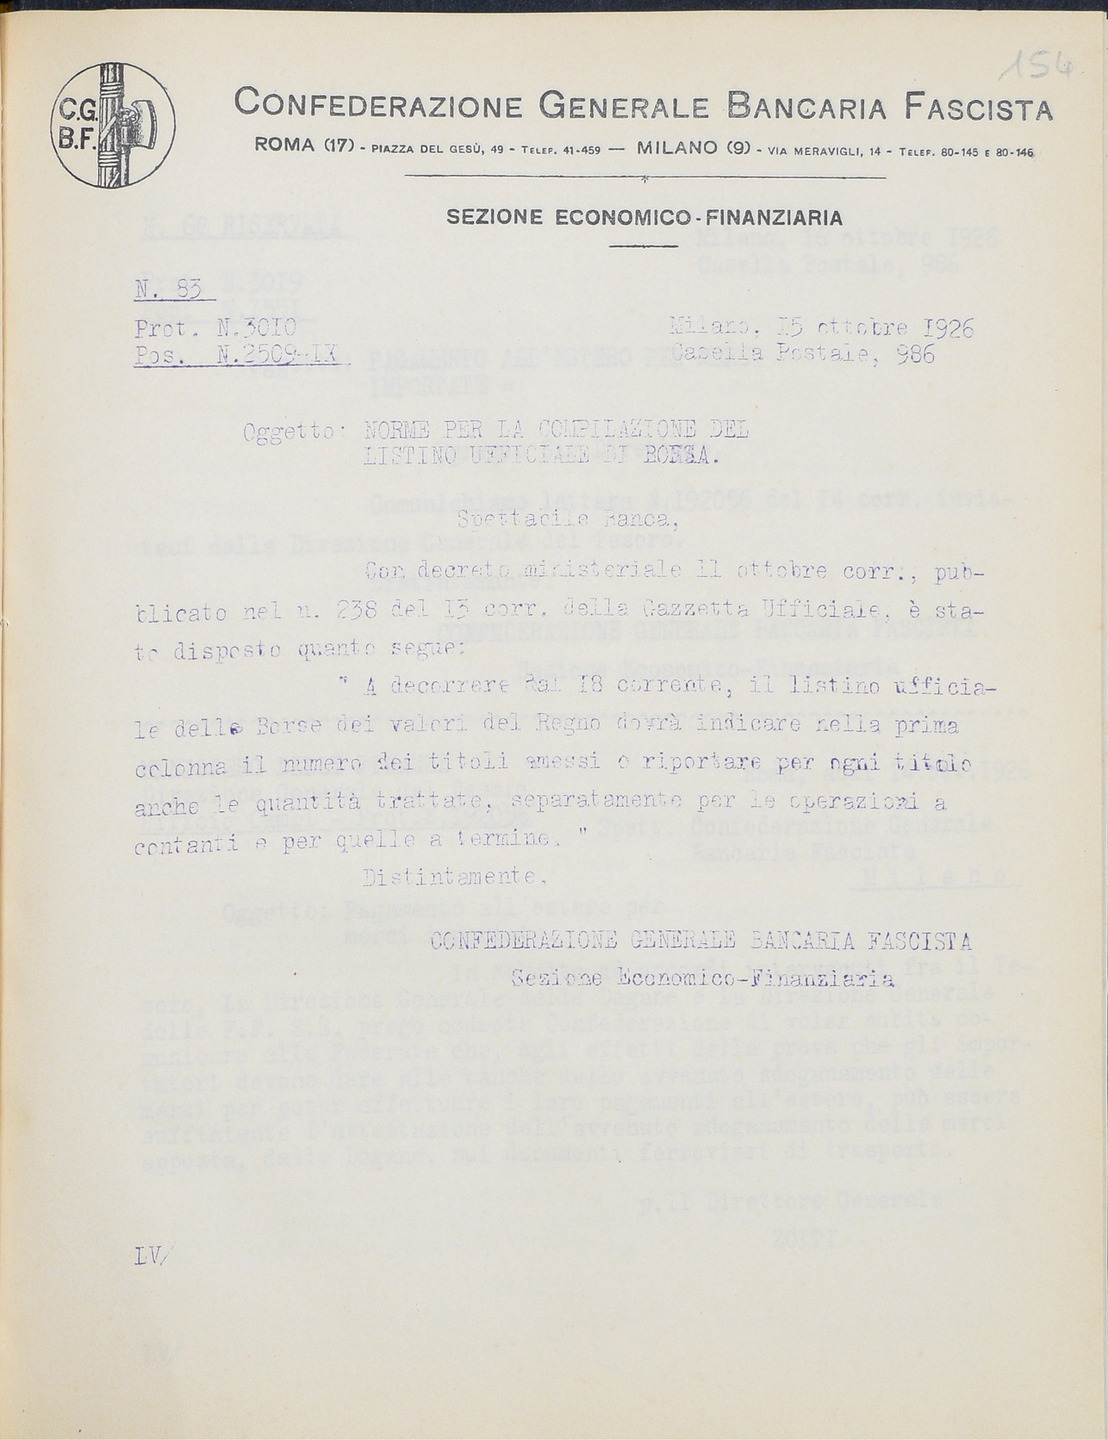 154
C.G.
B.F.
CONFEDERAZIONE GENERALE BANCARIA FASCISTA
ROMA (17) - PIAZZA DEL GESÙ, 49 - TELEF. 41-459 — MILANO (9) - VIA MERAVIGLI, 14 - TELEF. 80-145 E 80-146
SEZIONE ECONOMICO-FINANZIARIA
N. 83
Prot. N.3010
Pos. N.2509-IX
Milano, 15 ottobre 1926
Casella Postale, 986
Oggetto: NORME PER LA COMPILAZIONE DEL
LISTINO UFFICIALE DI BORSA.
Spettabile Banca,
Con decreto ministeriale 11 ottobre corr., pub-
blicato nel n. 238 del 13 corr. della Gazzetta Ufficiale, è sta-
to disposto quanto segue:
" A decorrere dal 18 corrente, il listino ufficia-
le delle Borse dei valori del Regno dovrà indicare nella prima
colonna il numero dei titoli emessi e riportare per ogni titolo
anche le quantità trattate, separatamente per le operazioni a
contanti e per quelle a termine. "
Distintamente.
CONFEDERAZIONE GENERALE BANCARIA FASCISTA
Sezione Economico-Finanziaria
LV/